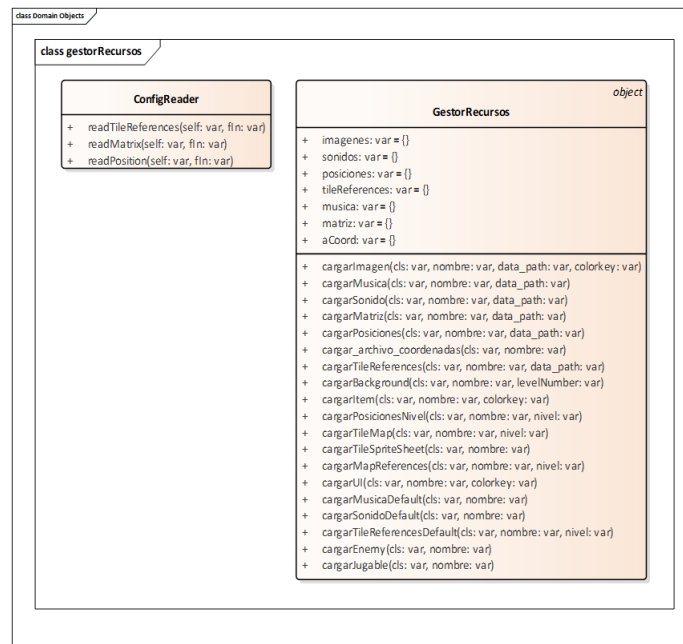 class Domain Objects
class gestorRecursos
ConfigReader
+ readTileReferences(self: var, fIn: var)
+ readMatrix(self: var, fIn: var)
+ readPosition(self: var, fIn: var)
object
GestorRecursos
+ imagenes: var = {}
+ sonidos: var = {}
+ posiciones: var = {}
+ tileReferences: var = {}
+ musica: var = {}
+ matriz: var = {}
+ aCoord: var = {}
+ cargarImagen(cls: var, nombre: var, data_path: var, colorkey: var)
+ cargarMusica(cls: var, nombre: var, data_path: var)
+ cargarSonido(cls: var, nombre: var, data_path: var)
+ cargarMatriz(cls: var, nombre: var, data_path: var)
+ cargarPosiciones(cls: var, nombre: var, data_path: var)
+ cargar_archivo_coordenadas(cls: var, nombre: var)
+ cargarTileReferences(cls: var, nombre: var, data_path: var)
+ cargarBackground(cls: var, nombre: var, levelNumber: var)
+ cargarItem(cls: var, nombre: var, colorkey: var)
+ cargarPosicionesNivel(cls: var, nombre: var, nivel: var)
+ cargarTileMap(cls: var, nombre: var, nivel: var)
+ cargarTileSpriteSheet(cls: var, nombre: var)
+ cargarMapReferences(cls: var, nombre: var, nivel: var)
+ cargarUI(cls: var, nombre: var, colorkey: var)
+ cargarMusicaDefault(cls: var, nombre: var)
+ cargarSonidoDefault(cls: var, nombre: var)
+ cargarTileReferencesDefault(cls: var, nombre: var, nivel: var)
+ cargarEnemy(cls: var, nombre: var)
+ cargarJugable(cls: var, nombre: var)